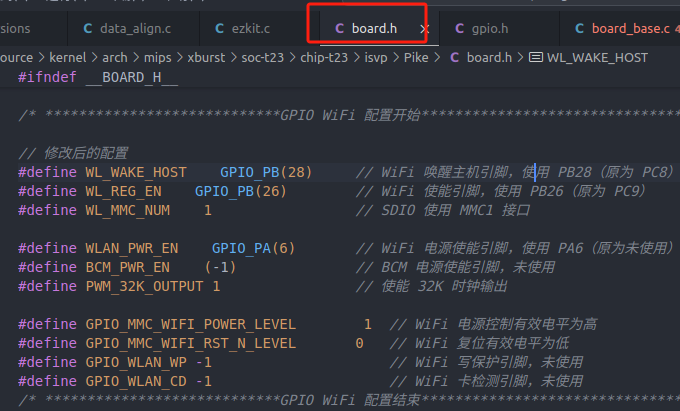 sions data_align.c ezkit.c board.h × gpio.h board_base.c 4
ource > kernel > arch > mips > xburst > soc-t23 > chip-t23 > isvp > Pike > board.h > WL_WAKE_HOST
#ifndef __BOARD_H__
/* ****************************GPIO WiFi 配置开始*******************************
// 修改后的配置
#define WL_WAKE_HOST GPIO_PB(28) // WiFi 唤醒主机引脚，使用 PB28（原为 PC8）
#define WL_REG_EN GPIO_PB(26) // WiFi 使能引脚，使用 PB26（原为 PC9）
#define WL_MMC_NUM 1 // SDIO 使用 MMC1 接口
#define WLAN_PWR_EN GPIO_PA(6) // WiFi 电源使能引脚，使用 PA6（原为未使用）
#define BCM_PWR_EN (-1) // BCM 电源使能引脚，未使用
#define PWM_32K_OUTPUT 1 // 使能 32K 时钟输出
#define GPIO_MMC_WIFI_POWER_LEVEL 1 // WiFi 电源控制有效电平为高
#define GPIO_MMC_WIFI_RST_N_LEVEL 0 // WiFi 复位有效电平为低
#define GPIO_WLAN_WP -1 // WiFi 写保护引脚，未使用
#define GPIO_WLAN_CD -1 // WiFi 卡检测引脚，未使用
/* ****************************GPIO WiFi 配置结束*******************************